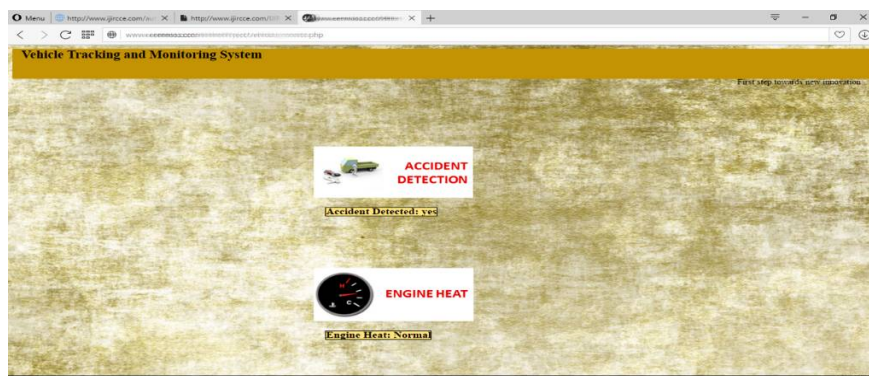 Menu http://www.ijircce.com/au http://www.ijircce.com/
Vehicle Tracking and Monitoring System
First step towards new innovation
ACCIDENT
DETECTION
Accident Detected: yes
H
C
ENGINE HEAT
Engine Heat: Normal